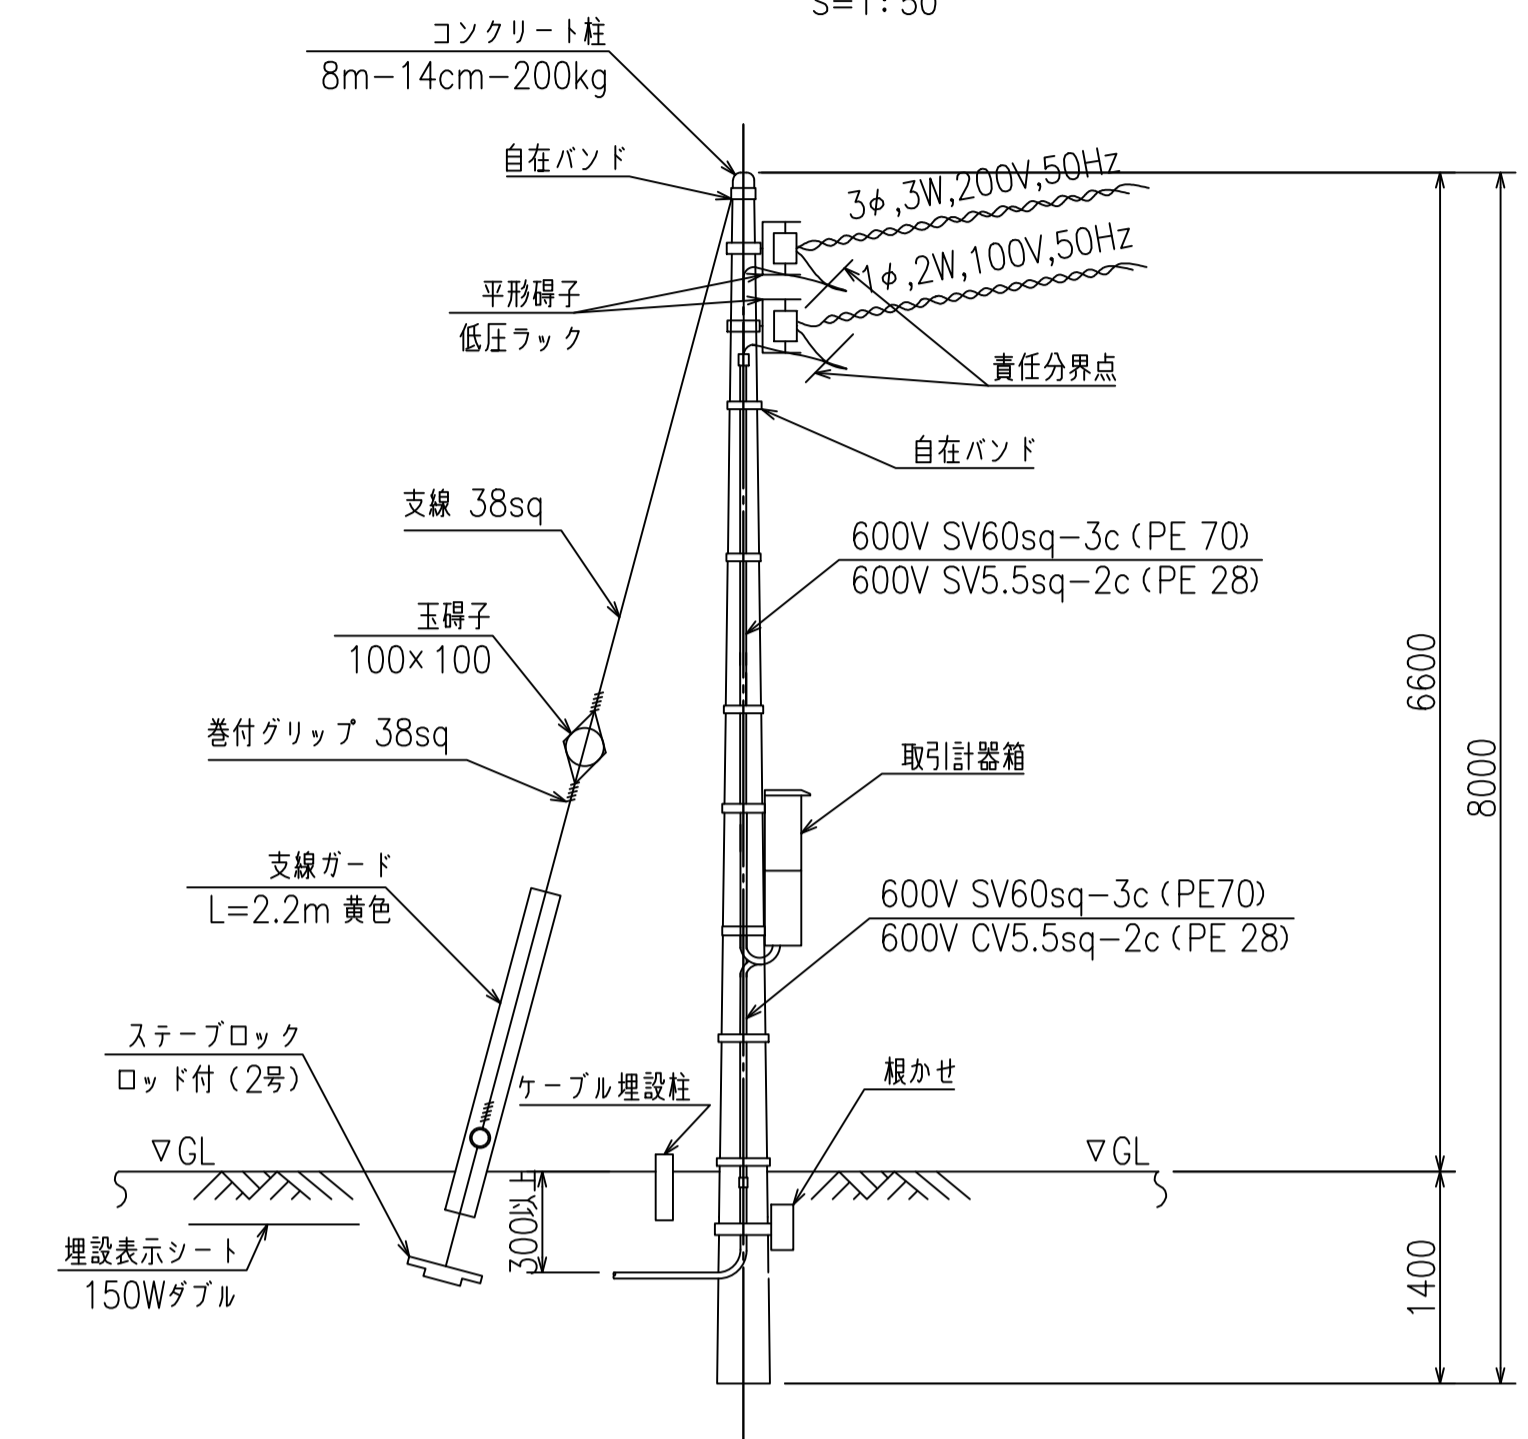 S=1:50
コンクリート柱
8m-14cm-200kg
自在バンド
3φ,3W,200V,50Hz
1φ,2W,100V,50Hz
平形碍子
低圧ラック
責任分界点
自在バンド
支線 38sq
600V SV60sq-3c(PE 70)
600V SV5.5sq-2c(PE 28)
玉碍子
100×100
6600
8000
巻付グリップ 38sq
取引計器箱
支線ガード
L=2.2m 黄色
600V SV60sq-3c(PE70)
600V CV5.5sq-2c(PE 28)
ステーブロック
ロッド付(2号)
ケーブル埋設柱
根かせ
▽GL
▽GL
300以上
埋設表示シート
150Wダブル
1400